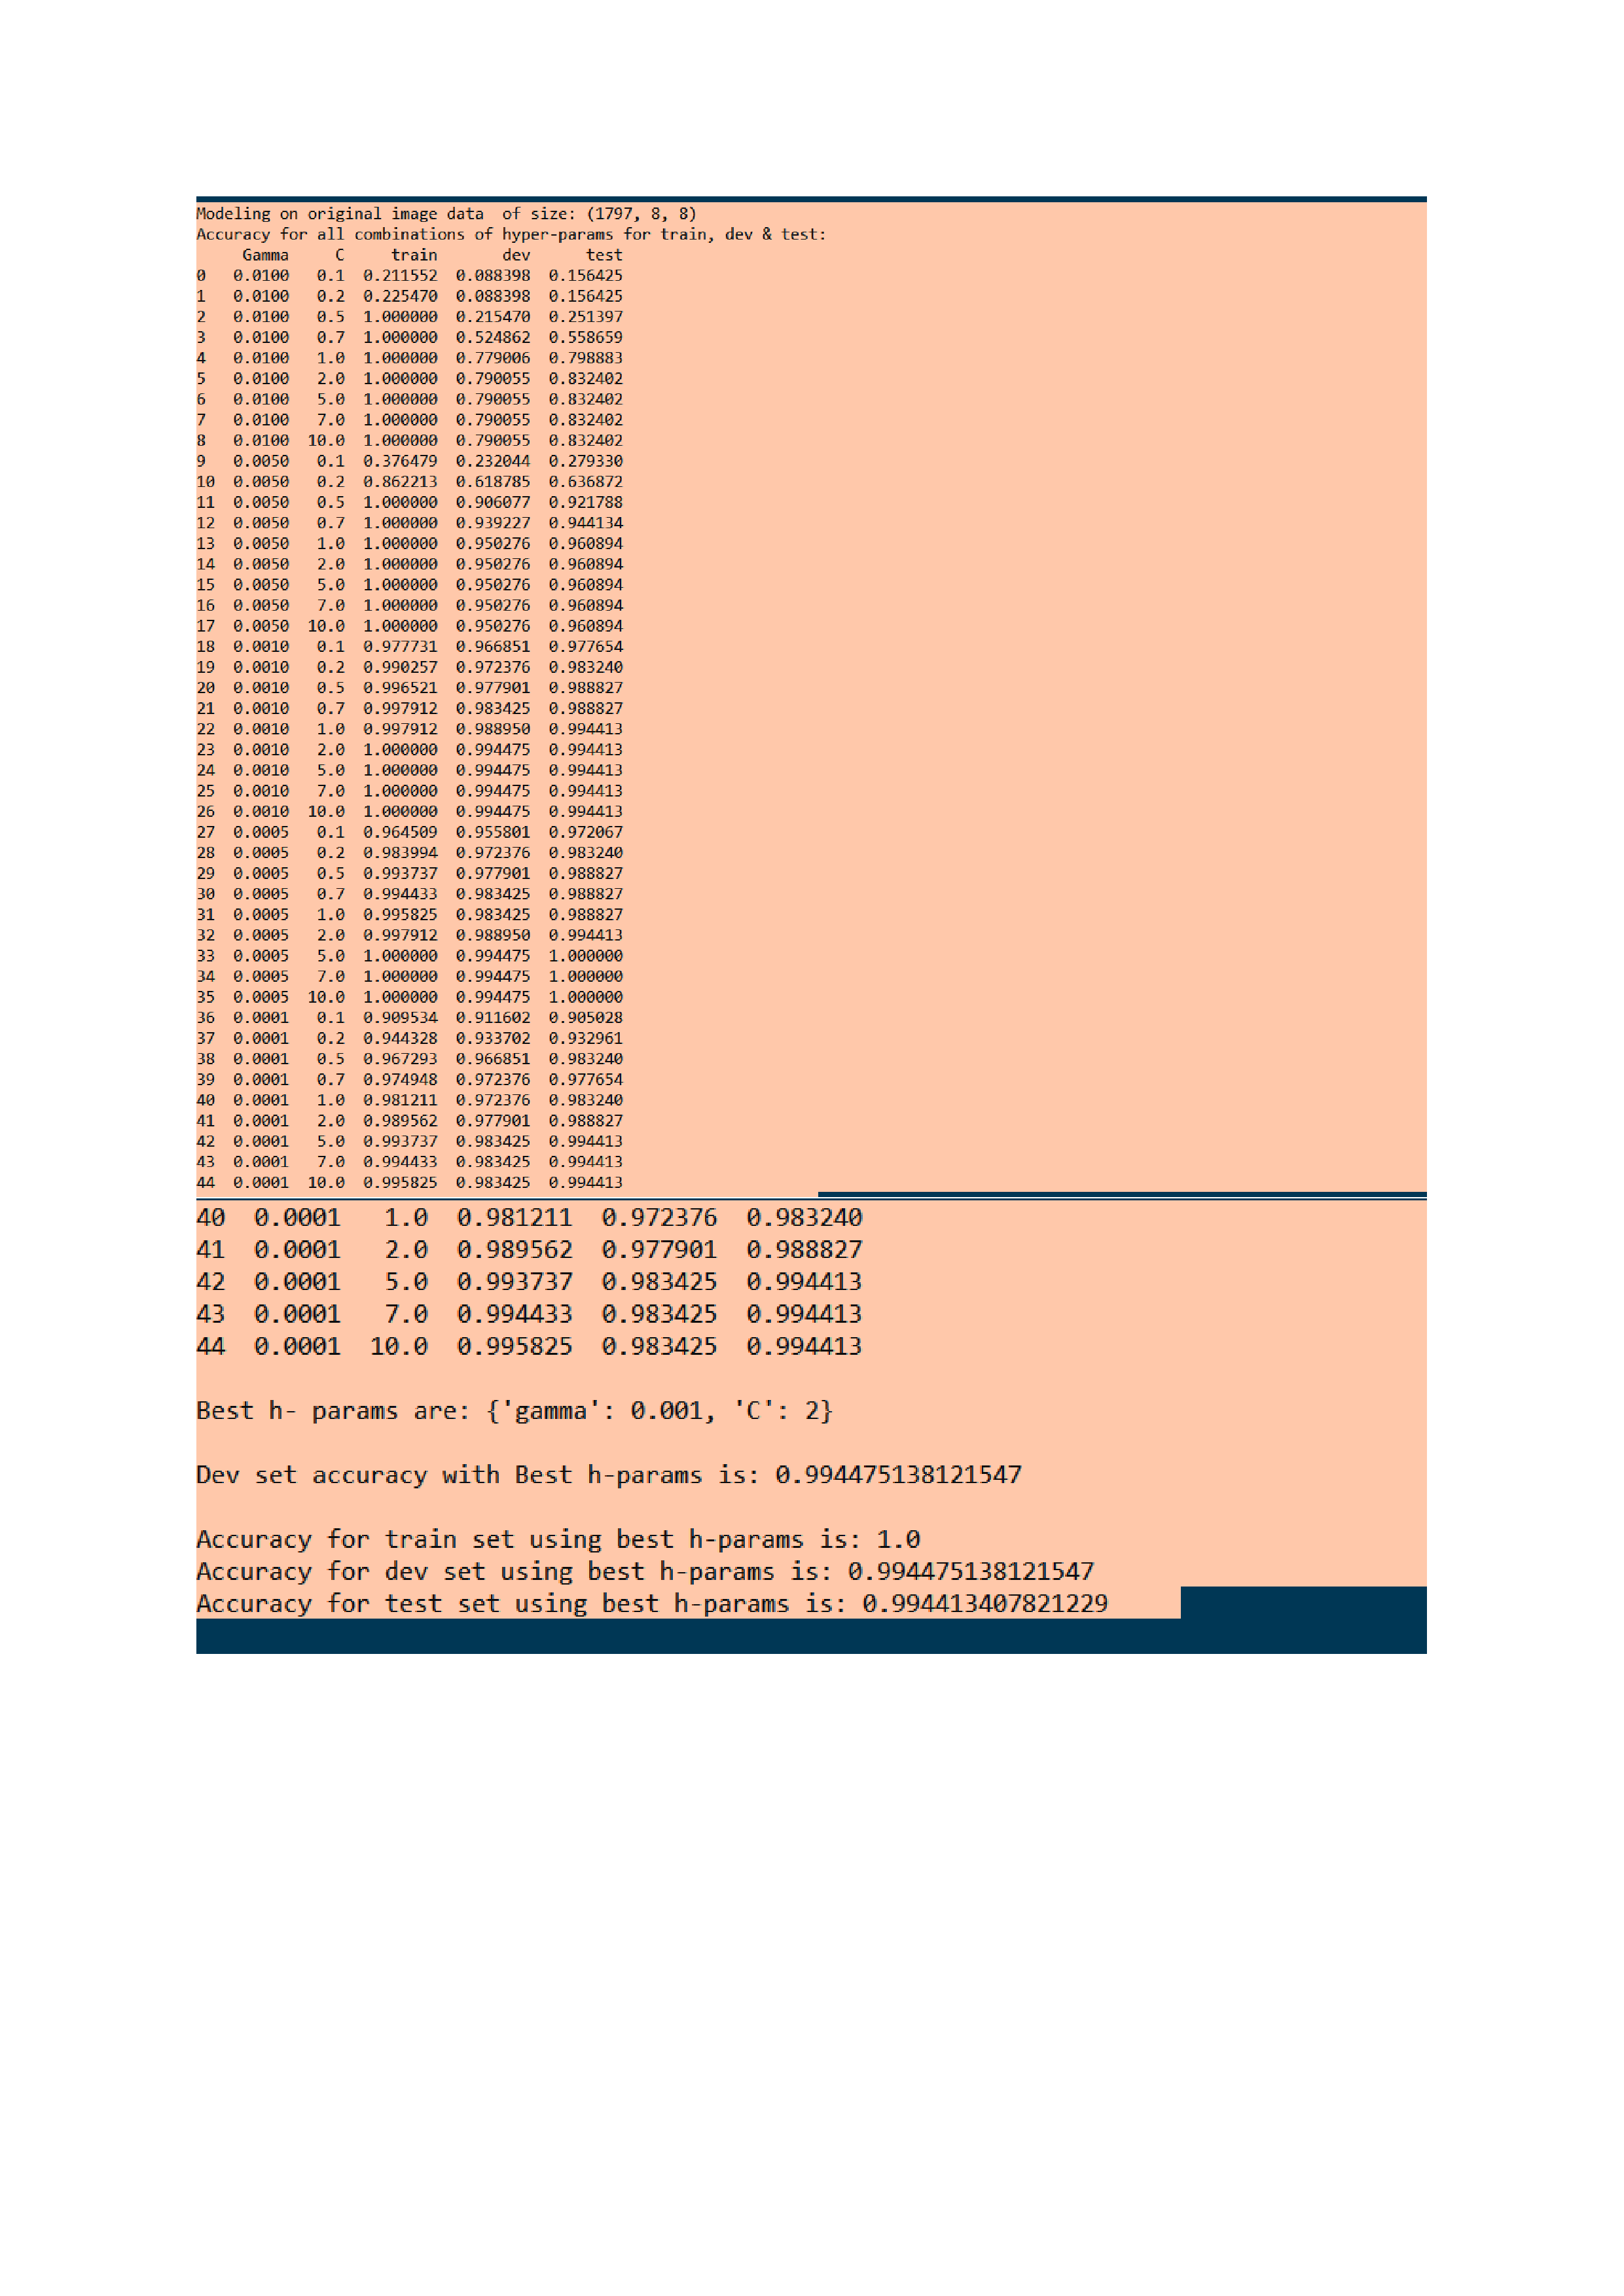 Modeling on original image data  of size: (1797, 8, 8)
Accuracy for all combinations of hyper-params for train, dev & test:
Gamma C train dev test
0 0.0100 0.1 0.211552 0.088398 0.156425
1 0.0100 0.2 0.225470 0.088398 0.156425
2 0.0100 0.5 1.000000 0.215470 0.251397
3 0.0100 0.7 1.000000 0.524862 0.558659
4 0.0100 1.0 1.000000 0.779006 0.798883
5 0.0100 2.0 1.000000 0.790055 0.832402
6 0.0100 5.0 1.000000 0.790055 0.832402
7 0.0100 7.0 1.000000 0.790055 0.832402
8 0.0100 10.0 1.000000 0.790055 0.832402
9 0.0050 0.1 0.376479 0.232044 0.279330
10 0.0050 0.2 0.862213 0.618785 0.636872
11 0.0050 0.5 1.000000 0.906077 0.921788
12 0.0050 0.7 1.000000 0.939227 0.944134
13 0.0050 1.0 1.000000 0.950276 0.960894
14 0.0050 2.0 1.000000 0.950276 0.960894
15 0.0050 5.0 1.000000 0.950276 0.960894
16 0.0050 7.0 1.000000 0.950276 0.960894
17 0.0050 10.0 1.000000 0.950276 0.960894
18 0.0010 0.1 0.977731 0.966851 0.977654
19 0.0010 0.2 0.990257 0.972376 0.983240
20 0.0010 0.5 0.996521 0.977901 0.988827
21 0.0010 0.7 0.997912 0.983425 0.988827
22 0.0010 1.0 0.997912 0.988950 0.994413
23 0.0010 2.0 1.000000 0.994475 0.994413
24 0.0010 5.0 1.000000 0.994475 0.994413
25 0.0010 7.0 1.000000 0.994475 0.994413
26 0.0010 10.0 1.000000 0.994475 0.994413
27 0.0005 0.1 0.964509 0.955801 0.972067
28 0.0005 0.2 0.983994 0.972376 0.983240
29 0.0005 0.5 0.993737 0.977901 0.988827
30 0.0005 0.7 0.994433 0.983425 0.988827
31 0.0005 1.0 0.995825 0.983425 0.988827
32 0.0005 2.0 0.997912 0.988950 0.994413
33 0.0005 5.0 1.000000 0.994475 1.000000
34 0.0005 7.0 1.000000 0.994475 1.000000
35 0.0005 10.0 1.000000 0.994475 1.000000
36 0.0001 0.1 0.909534 0.911602 0.905028
37 0.0001 0.2 0.944328 0.933702 0.932961
38 0.0001 0.5 0.967293 0.966851 0.983240
39 0.0001 0.7 0.974948 0.972376 0.977654
40 0.0001 1.0 0.981211 0.972376 0.983240
41 0.0001 2.0 0.989562 0.977901 0.988827
42 0.0001 5.0 0.993737 0.983425 0.994413
43 0.0001 7.0 0.994433 0.983425 0.994413
44 0.0001 10.0 0.995825 0.983425 0.994413
40 0.0001 1.0 0.981211 0.972376 0.983240
41 0.0001 2.0 0.989562 0.977901 0.988827
42 0.0001 5.0 0.993737 0.983425 0.994413
43 0.0001 7.0 0.994433 0.983425 0.994413
44 0.0001 10.0 0.995825 0.983425 0.994413
Best h- params are: {'gamma': 0.001, 'C': 2}
Dev set accuracy with Best h-params is: 0.994475138121547
Accuracy for train set using best h-params is: 1.0
Accuracy for dev set using best h-params is: 0.994475138121547
Accuracy for test set using best h-params is: 0.994413407821229